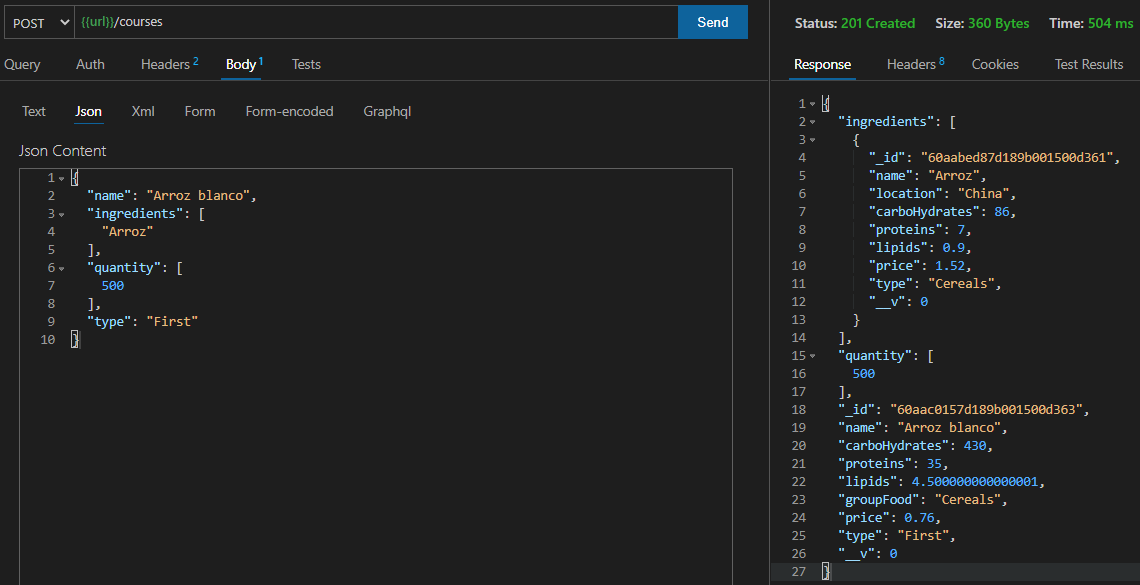 POST {{url}}/courses Send
Query Auth Headers 2 Body 1 Tests
Text Json Xml Form Form-encoded Graphql
Json Content
1 {
2 "name": "Arroz blanco",
3 "ingredients": [
4 "Arroz"
5 ],
6 "quantity": [
7 500
8 ],
9 "type": "First"
10 }
Status: 201 Created Size: 360 Bytes Time: 504 ms
Response Headers 8 Cookies Test Results
1 {
2 "ingredients": [
3 {
4 "_id": "60aabed87d189b001500d361",
5 "name": "Arroz",
6 "location": "China",
7 "carboHydrates": 86,
8 "proteins": 7,
9 "lipids": 0.9,
10 "price": 1.52,
11 "type": "Cereals",
12 "__v": 0
13 }
14 ],
15 "quantity": [
16 500
17 ],
18 "_id": "60aac0157d189b001500d363",
19 "name": "Arroz blanco",
20 "carboHydrates": 430,
21 "proteins": 35,
22 "lipids": 4.500000000000001,
23 "groupFood": "Cereals",
24 "price": 0.76,
25 "type": "First",
26 "__v": 0
27 }